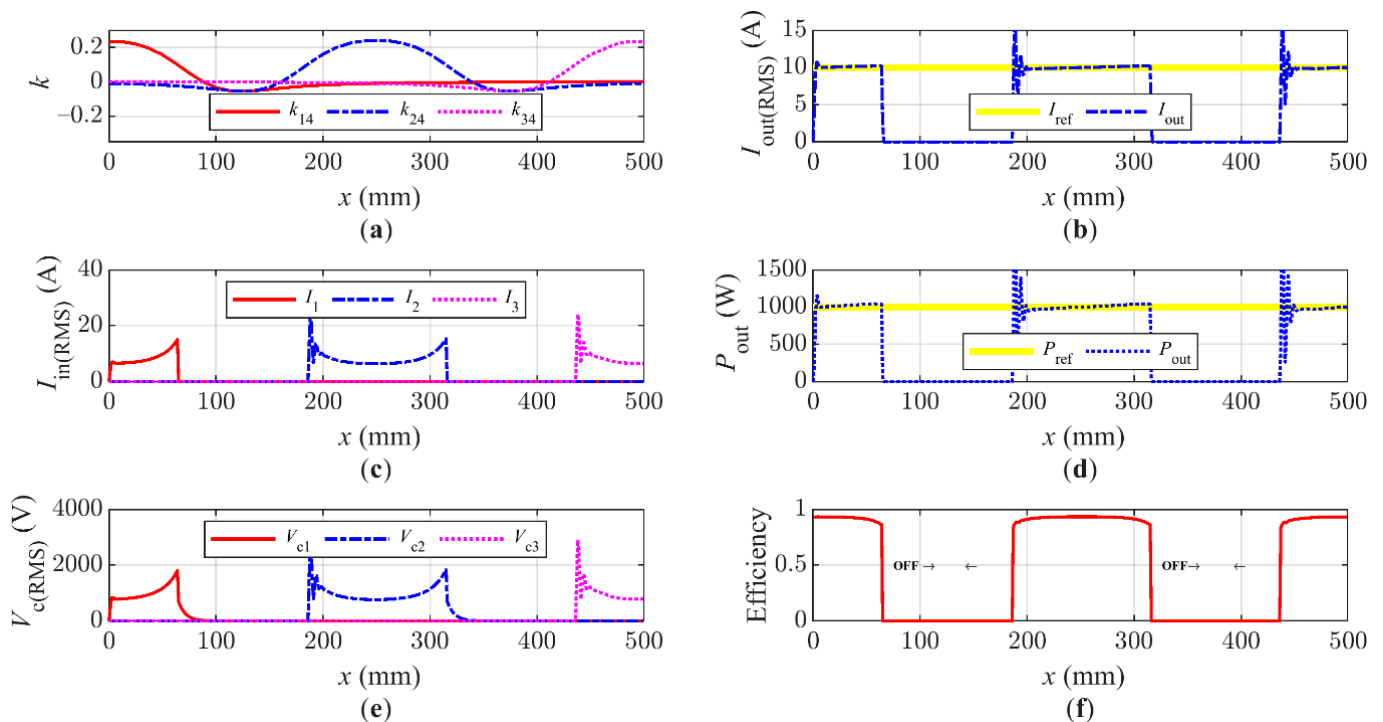 k
0.2
0
−0.2
k14 k24 k34
0 100 200 300 400 500
x (mm)
(a)
Iout(RMS) (A)
15
10
5
0
Iref Iout
0 100 200 300 400 500
x (mm)
(b)
Iin(RMS) (A)
40
20
0
I1 I2 I3
0 100 200 300 400 500
x (mm)
(c)
Pout (W)
1500
1000
500
0
Pref Pout
0 100 200 300 400 500
x (mm)
(d)
Vc(RMS) (V)
4000
2000
0
Vc1 Vc2 Vc3
0 100 200 300 400 500
x (mm)
(e)
Efficiency
1
0.5
0
OFF→ ← OFF→ ←
0 100 200 300 400 500
x (mm)
(f)